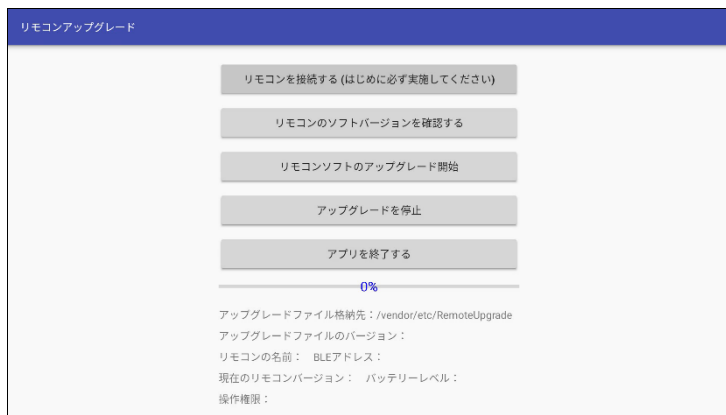 リモコンアップグレード
リモコンを接続する (はじめに必ず実施してください)
リモコンのソフトバージョンを確認する
リモコンソフトのアップグレード開始
アップグレードを停止
アプリを終了する
0%
アップグレードファイル格納先：/vendor/etc/RemoteUpgrade
アップグレードファイルのバージョン：
リモコンの名前： BLEアドレス：
現在のリモコンバージョン： バッテリーレベル：
操作権限：